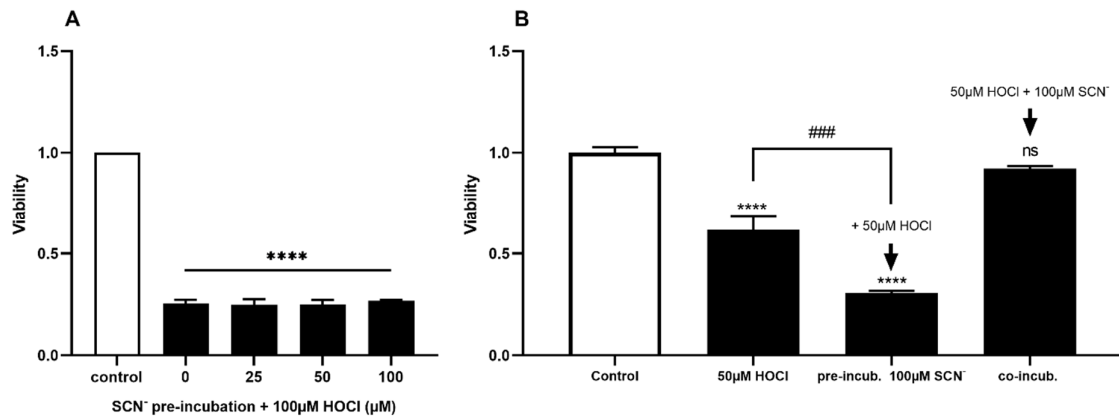 A
1.5
1.0
0.5
0.0
Viability
****
control
0
25
50
100
SCN⁻ pre-incubation + 100µM HOCl (µM)
B
1.5
1.0
0.5
0.0
Viability
50µM HOCl + 100µM SCN⁻
###
ns
****
+ 50µM HOCl
****
Control
50µM HOCl
pre-incub. 100µM SCN⁻
co-incub.